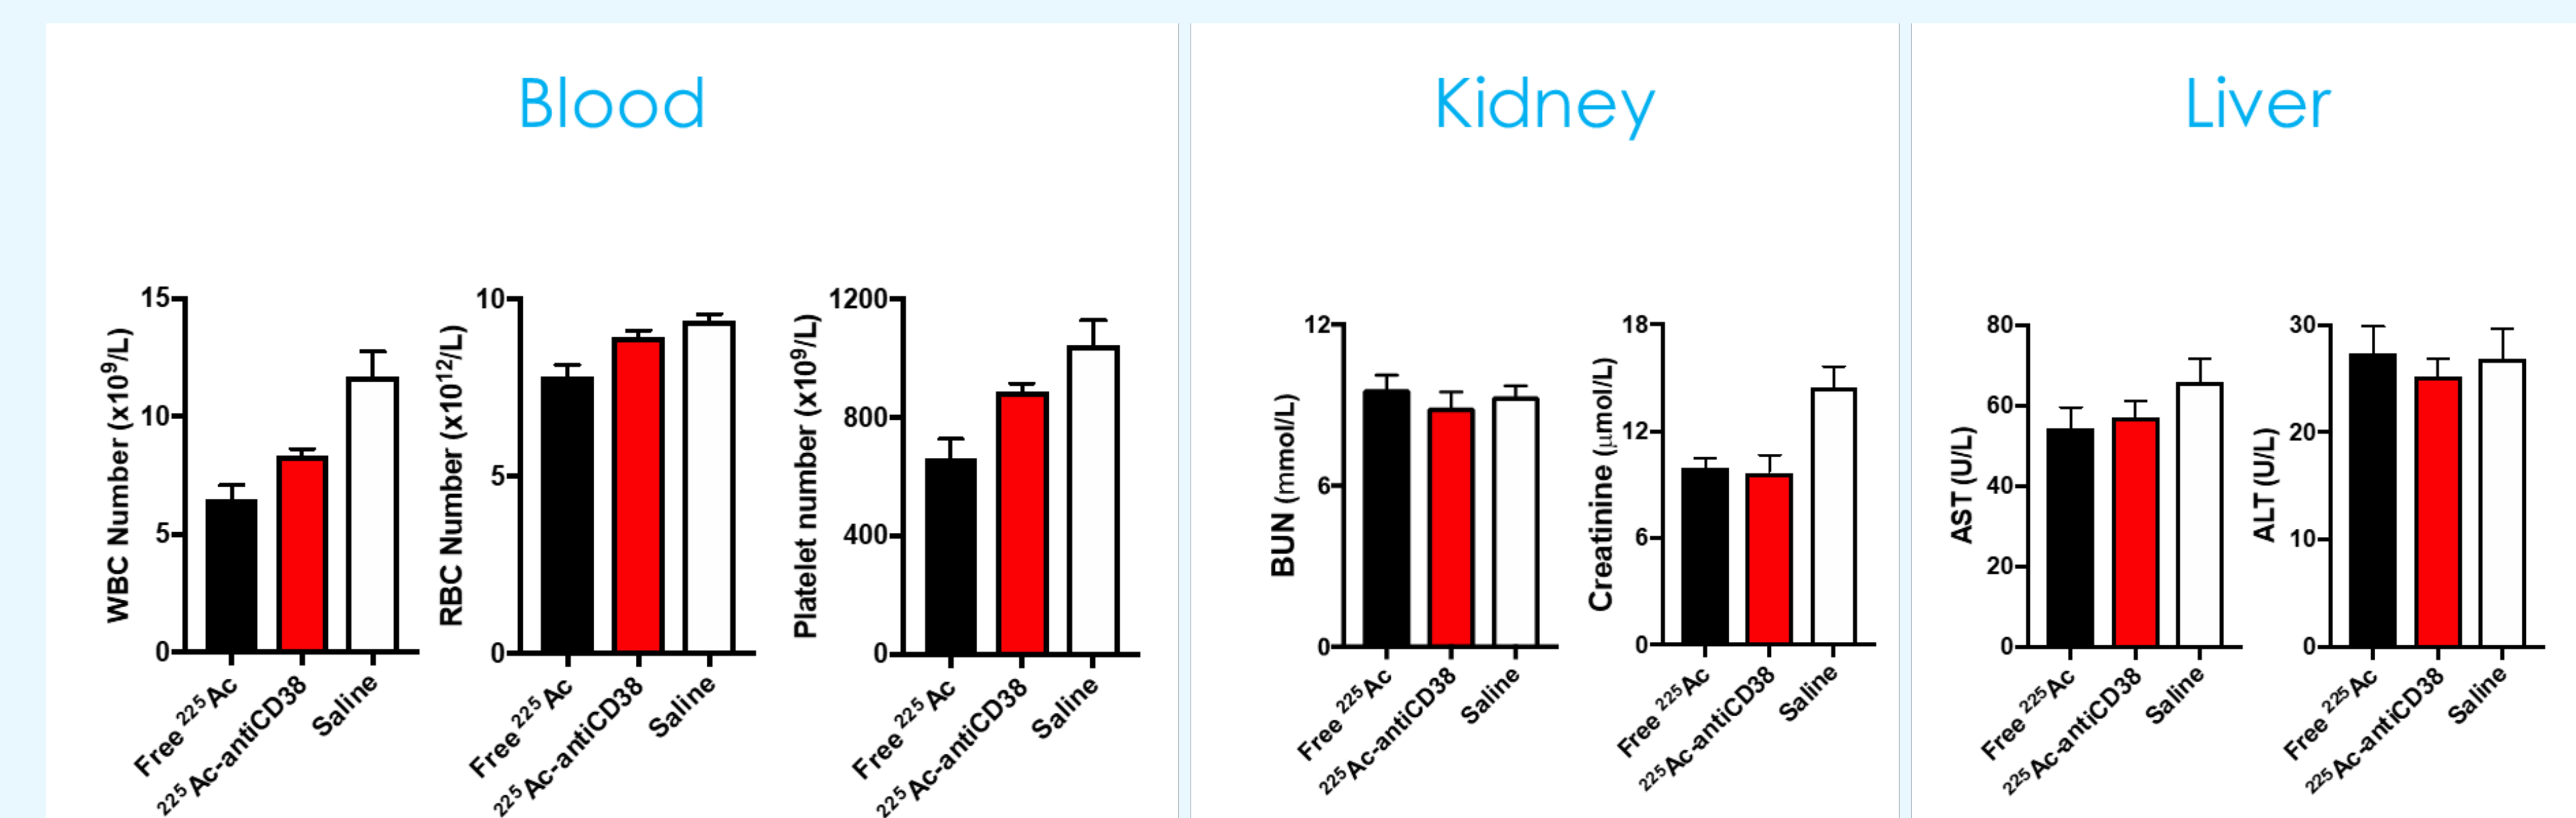 Blood
WBC Number (x10⁹/L)
15
10
5
0
Free ²²⁵Ac
²²⁵Ac-antiCD38
Saline
RBC Number (x10¹²/L)
10
5
0
Free ²²⁵Ac
²²⁵Ac-antiCD38
Saline
Platelet number (x10⁹/L)
1200
800
400
0
Free ²²⁵Ac
²²⁵Ac-antiCD38
Saline
Kidney
BUN (mmol/L)
12
6
0
Free ²²⁵Ac
²²⁵Ac-antiCD38
Saline
Creatinine (μmol/L)
18
12
6
0
Free ²²⁵Ac
²²⁵Ac-antiCD38
Saline
Liver
AST (U/L)
80
60
40
20
0
Free ²²⁵Ac
²²⁵Ac-antiCD38
Saline
ALT (U/L)
30
20
10
0
Free ²²⁵Ac
²²⁵Ac-antiCD38
Saline